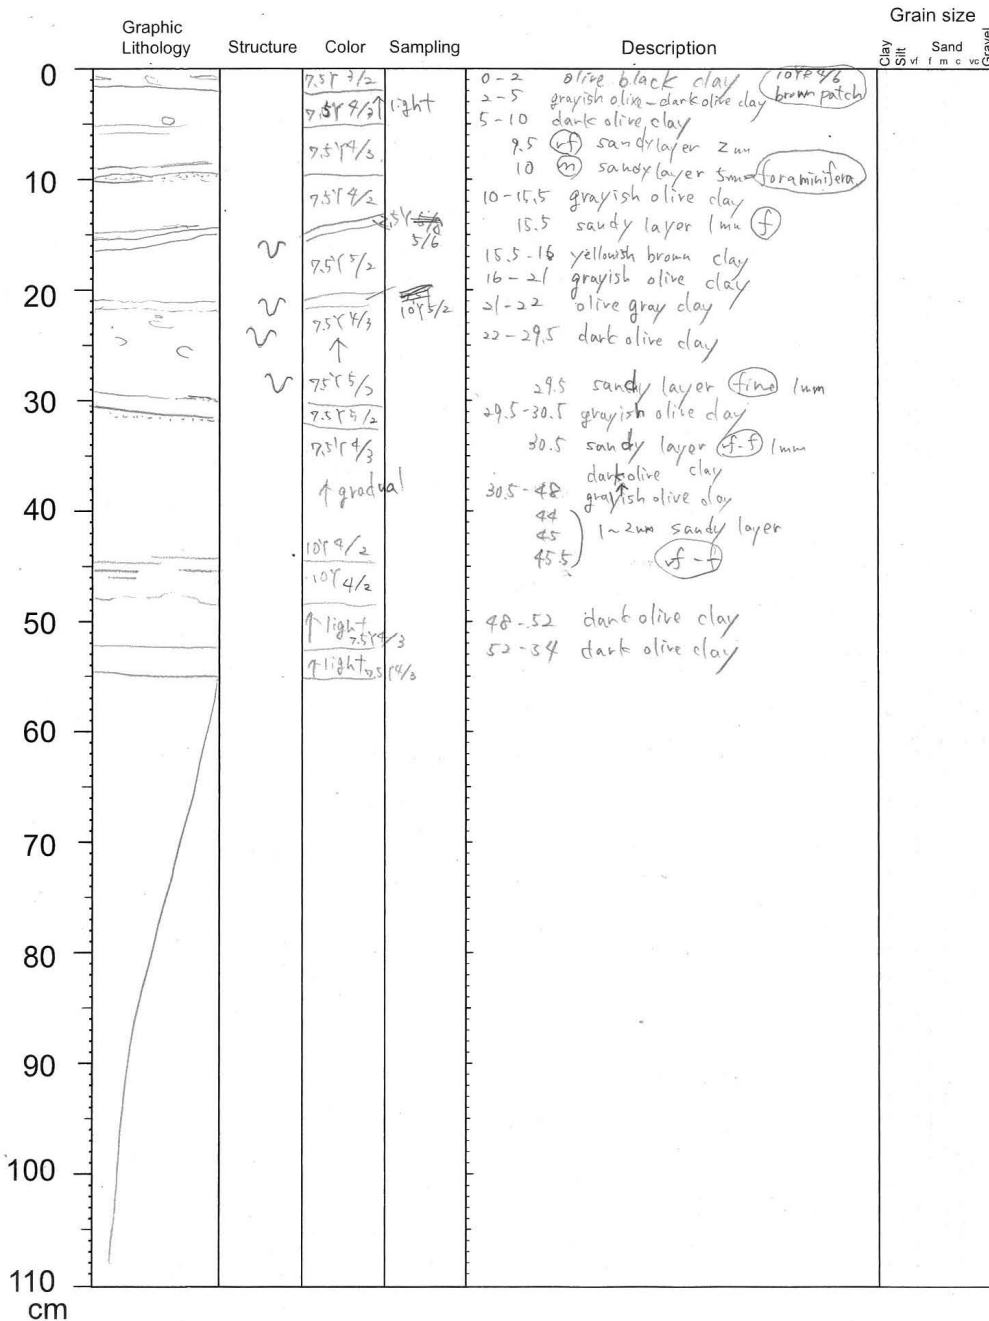 Graphic Lithology Structure Color Sampling Description Grain size
Clay Silt vf f m c vc Gravel
Sand
0
7.5Y 3/2
0-2 olive black clay
10YR 4/6
brown patch
7.5Y 4/3 ↑ light
2-5 grayish olive-dark olive clay
5-10 dark olive clay
7.5Y 4/3
9.5 vf sandy layer 2mm
10 m sandy layer 5mm foraminifera
10
7.5Y 4/2
10-15.5 grayish olive clay
15.5 sandy layer 1mm f
5/6
7.5Y 5/2
15.5-16 yellowish brown clay
16-21 grayish olive clay
20
10Y 5/2
21-22 olive gray clay
7.5Y 4/3
↑
22-29.5 dark olive clay
7.5Y 5/3
29.5 sandy layer fine 1mm
30
7.5Y 5/2
29.5-30.5 grayish olive clay
7.5Y 4/3
30.5 sandy layer vf-f 1mm
dark olive clay
↑ gradual
↑
30.5-48 grayish olive clay
40
44
45 1~2mm sandy layer
45.5 vf-f
10Y 4/2
10Y 4/2
50
↑ light 7.5Y 4/3
48-52 dark olive clay
↑ light 7.5Y 4/3
52-54 dark olive clay
60
70
80
90
100
110
cm